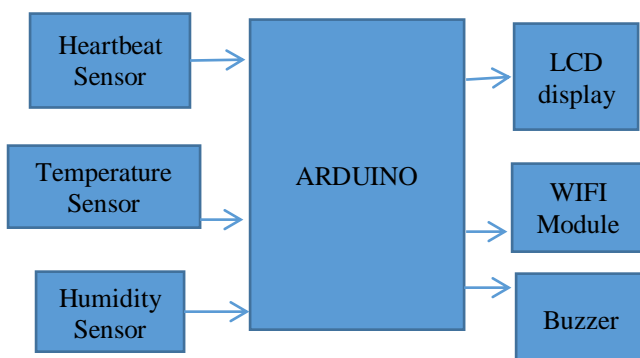 Heartbeat
Sensor
Temperature
Sensor
Humidity
Sensor
ARDUINO
LCD
display
WIFI
Module
Buzzer